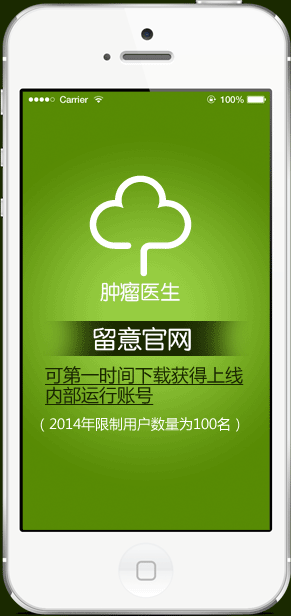 Carrier 100%
肿瘤医生
留意官网
可第一时间下载获得上线
内部运行账号
（2014年限制用户数量为100名）